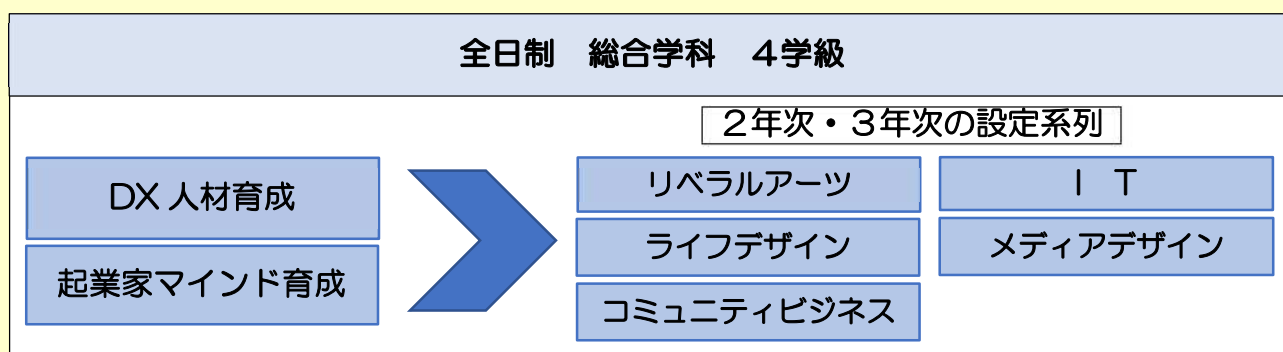 全日制　総合学科　４学級
２年次・３年次の設定系列
DX 人材育成
起業家マインド育成
リベラルアーツ
ライフデザイン
コミュニティビジネス
Ｉ　Ｔ
メディアデザイン